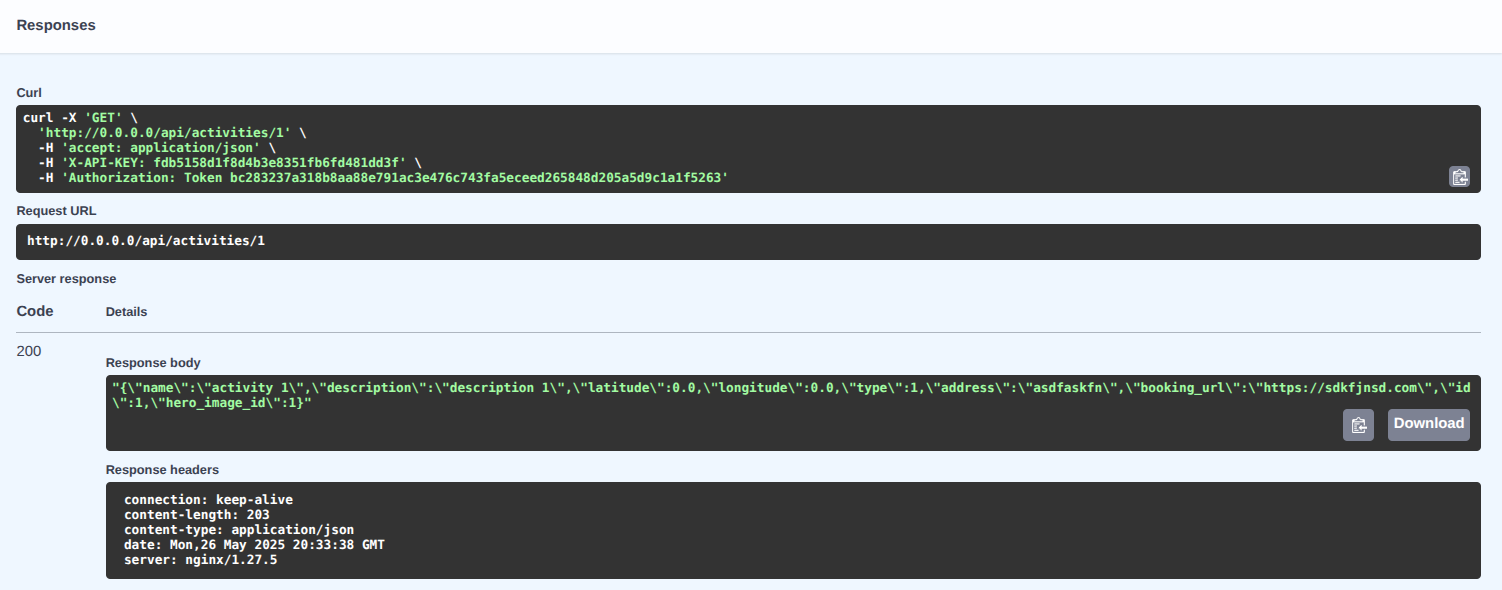 Responses
Curl
curl -X 'GET' \
  'http://0.0.0.0/api/activities/1' \
  -H 'accept: application/json' \
  -H 'X-API-KEY: fdb5158d1f8d4b3e8351fb6fd481dd3f' \
  -H 'Authorization: Token bc283237a318b8aa88e791ac3e476c743fa5eceed265848d205a5d9c1a1f5263'
Request URL
http://0.0.0.0/api/activities/1
Server response
Code Details
200
Response body
"{\"name\":\"activity 1\",\"description\":\"description 1\",\"latitude\":0.0,\"longitude\":0.0,\"type\":1,\"address\":\"asdfaskfn\",\"booking_url\":\"https://sdkfjnsd.com\",\"id
\":1,\"hero_image_id\":1}"
Download
Response headers
connection: keep-alive
content-length: 203
content-type: application/json
date: Mon,26 May 2025 20:33:38 GMT
server: nginx/1.27.5